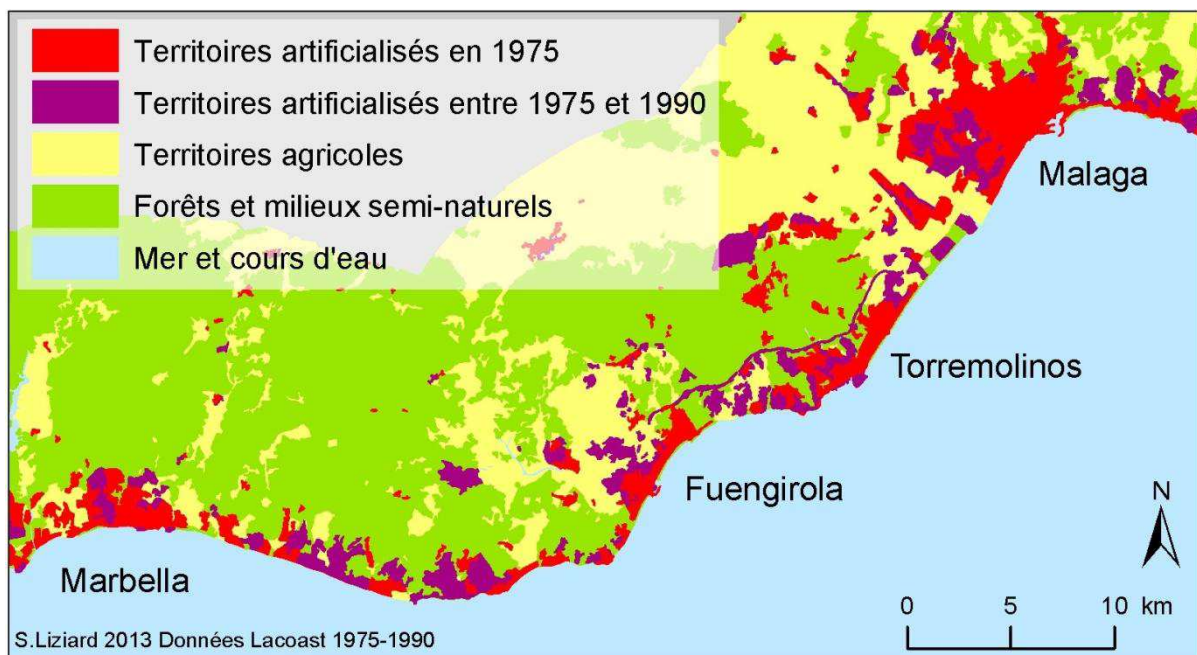 Territoires artificialisés en 1975
Territoires artificialisés entre 1975 et 1990
Territoires agricoles
Forêts et milieux semi-naturels
Mer et cours d'eau
Malaga
Torremolinos
Fuengirola
Marbella
N
0 5 10 km
S.Liziard 2013 Données Lacoast 1975-1990